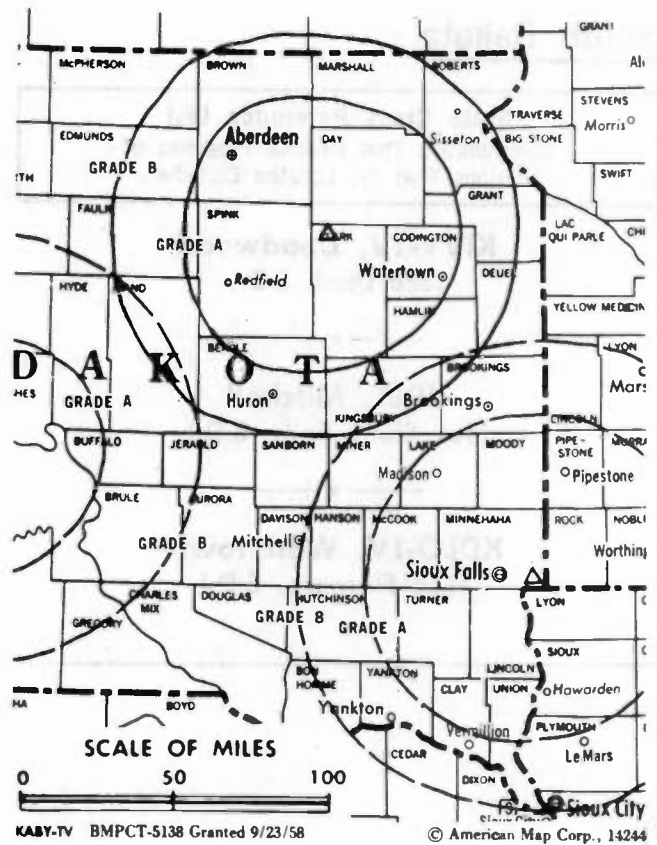 GRANT
McPHERSON BROWN MARSHALL ROBERTS
STEVENS
TRAVERSE
Morris
EDMUNDS Aberdeen DAY Sisseton BIG STONE
GRADE B
SWIFT
GRANT
FAULK SPINK
LAC QUI PARLE
GRADE A CODINGTON
HYDE Redfield Watertown DEUEL
HAMLIN YELLOW MEDICIN
BEADLE LYON
D A K O T A
BROOKINGS
GRADE A Huron Brookings
KINGSBURY LINCOLN
BUFFALO JERAULD SANBORN MINER LAKE MOODY PIPE-
STONE
Madison Pipestone
BRULE AURORA
DAVISON HANSON McCOOK MINNEHAHA ROCK NOBL
GRADE B Mitchell Worthing
Sioux Falls
CHARLES MIX DOUGLAS HUTCHINSON TURNER LYON
GREGORY GRADE B GRADE A
SIOUX
BON HOMME YANKTON LINCOLN
CLAY UNION Hawarden
BOYD Yankton
PLYMOUTH
Vermillion
SCALE OF MILES CEDAR LeMars
DIXON
0 50 100
Sioux City
KABY-TV BMPCT-5138 Granted 9/23/58 © American Map Corp., 14244